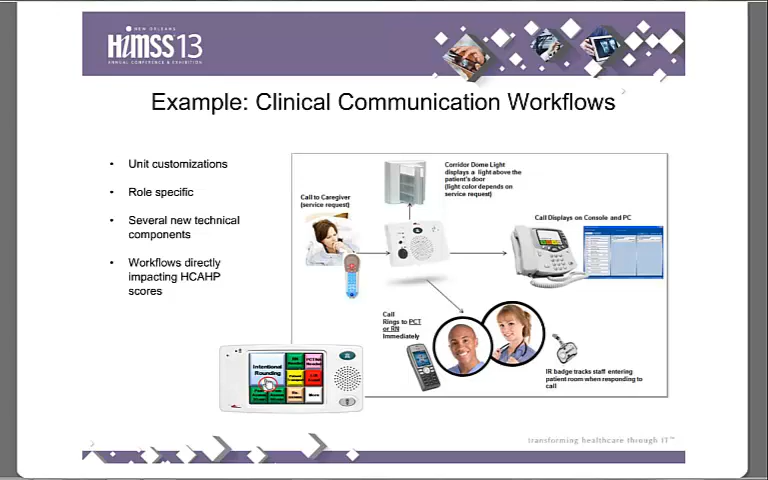 NEW ORLEANS
HiMSS13
ANNUAL CONFERENCE & EXHIBITION
Example: Clinical Communication Workflows
• Unit customizations
• Role specific
• Several new technical
components
• Workflows directly
impacting HCAHP
scores
Call to Caregiver
(service request)
Corridor Dome Light
displays a light above the
patient's door
(light color depends on
service request)
Call Displays on Console and PC
Call
Rings to PCT
or RN
Immediately
IR badge tracks staff entering
patient room when responding to
call
Intentional
Rounding
More
transforming healthcare through IT™